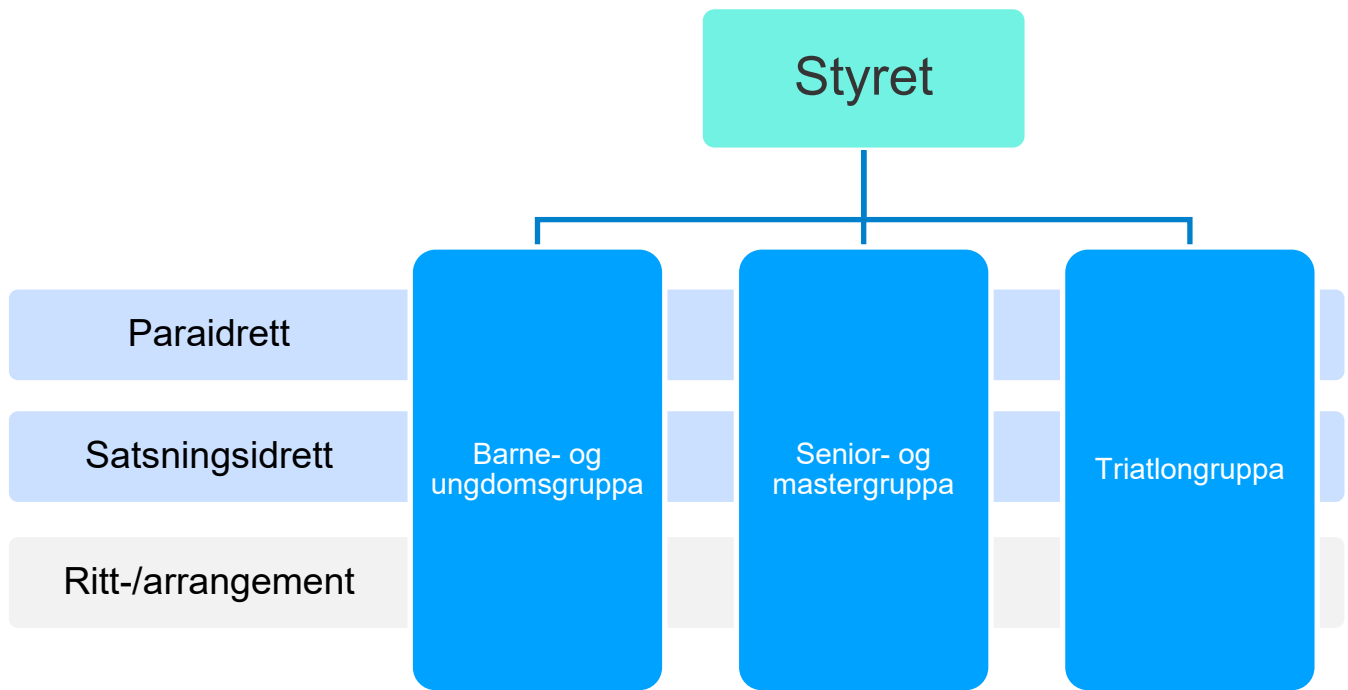 Styret
Paraidrett
Satsningsidrett
Ritt-/arrangement
Barne- og
ungdomsgruppa
Senior- og
mastergruppa
Triatlongruppa